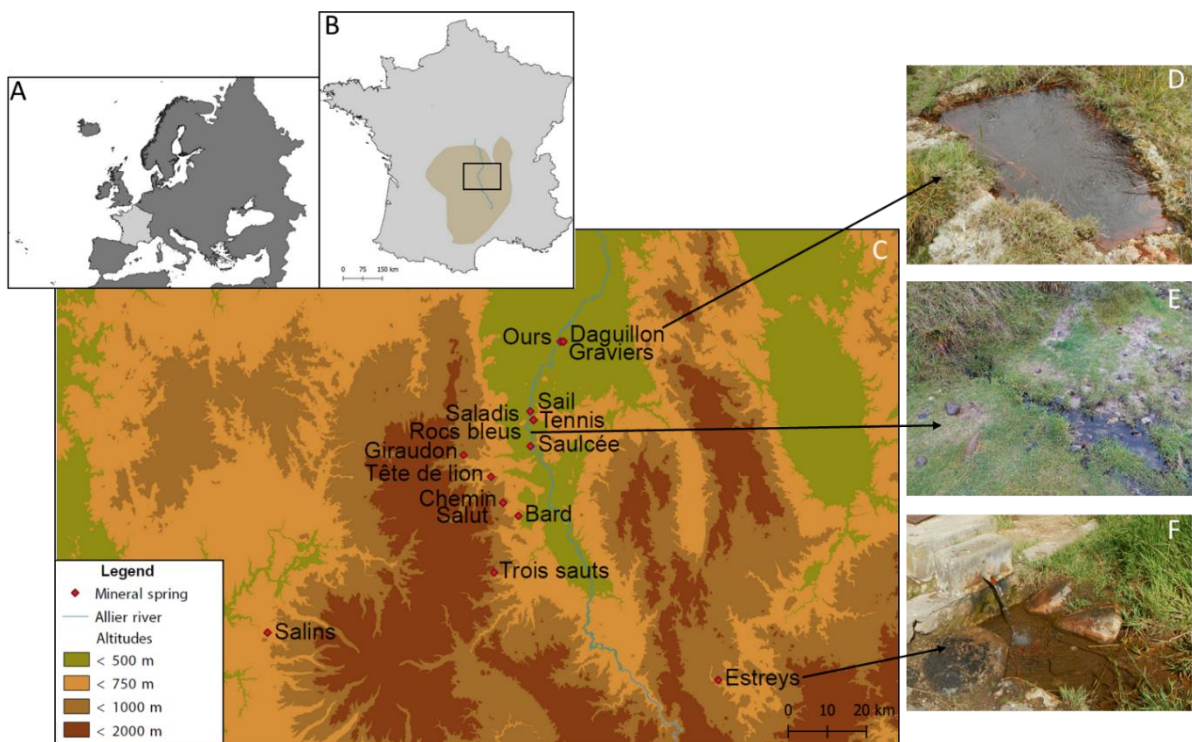 A
B
0 75 150 km
C
Ours
Daguillon
Graviers
Sail
Saladis
Tennis
Rocs bleus
Saulcée
Giraudon
Tête de lion
Chemin
Salut
Bard
Trois sauts
Salins
Estreys
0 10 20 km
Legend
Mineral spring
Allier river
Altitudes
< 500 m
< 750 m
< 1000 m
< 2000 m
D
E
F